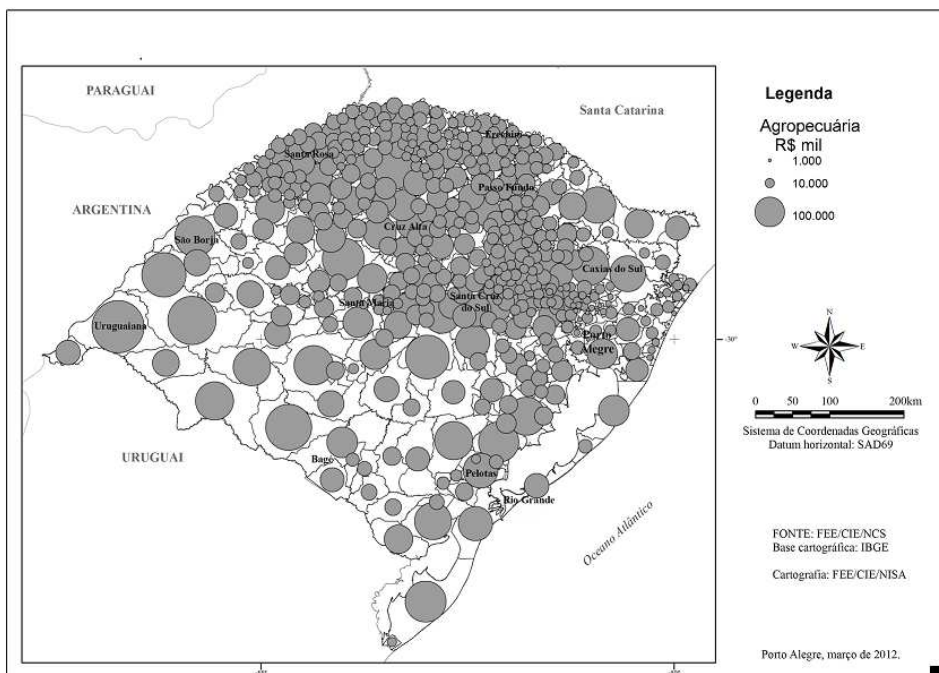 PARAGUAI
Santa Catarina
Erechim
Santa Rosa
Passo Fundo
ARGENTINA
São Borja
Cruz Alta
Caxias do Sul
Santa Maria
Santa Cruz
do Sul
Uruguaiana
Porto
Alegre
-30°
URUGUAI
Bagé
Pelotas
Rio Grande
Oceano Atlântico
Legenda
Agropecuária
R$ mil
1.000
10.000
100.000
N
W
E
S
0 50 100 200km
Sistema de Coordenadas Geográficas
Datum horizontal: SAD69
FONTE: FEE/CIE/NCS
Base cartográfica: IBGE
Cartografia: FEE/CIE/NISA
Porto Alegre, março de 2012.